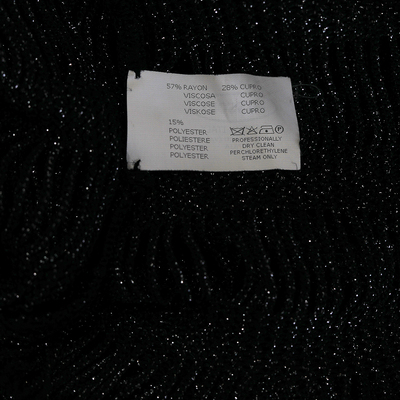 57% RAYON 28% CUPRO
VISCOSA CUPRO
VISCOSE CUPRO
VISKOSE CUPRO
15%
POLYESTER
POLIESTERE
POLYESTER
POLYESTER
P
PROFESSIONALLY
DRY CLEAN
PERCHLORETHYLENE
STEAM ONLY